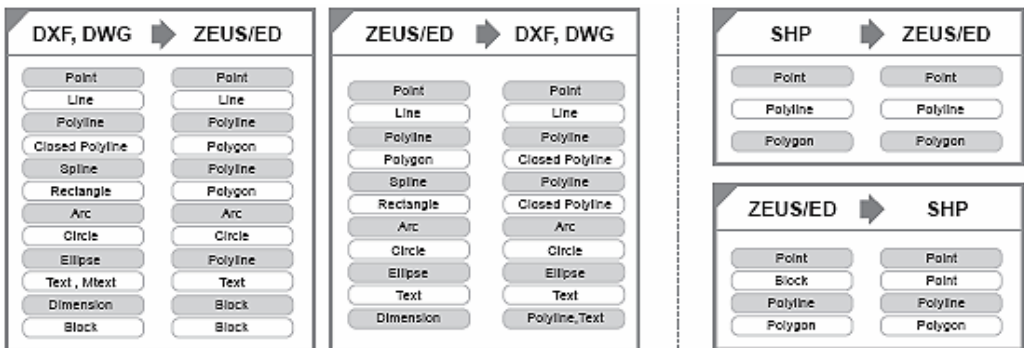 DXF, DWG ZEUS/ED
Point Point
Line Line
Polyline Polyline
Closed Polyline Polygon
Spline Polyline
Rectangle Polygon
Arc Arc
Circle Circle
Ellipse Polyline
Text , Mtext Text
Dimension Block
Block Block
ZEUS/ED DXF, DWG
Point Point
Line Line
Polyline Polyline
Polygon Closed Polyline
Spline Polyline
Rectangle Closed Polyline
Arc Arc
Circle Circle
Ellipse Ellipse
Text Text
Dimension Polyline,Text
SHP ZEUS/ED
Point Point
Polyline Polyline
Polygon Polygon
ZEUS/ED SHP
Point Point
Block Point
Polyline Polyline
Polygon Polygon